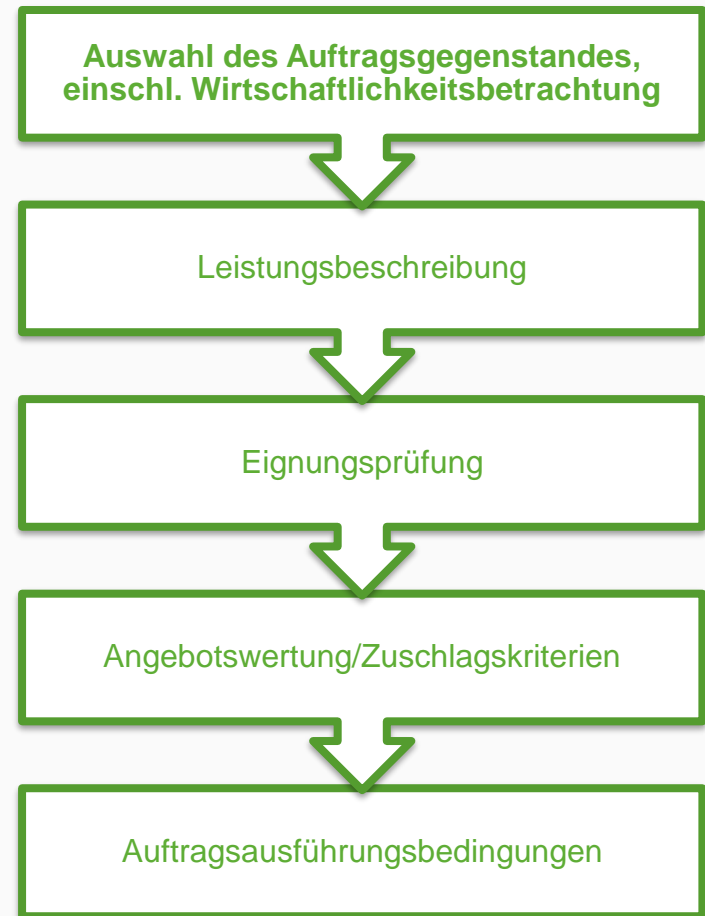 Auswahl des Auftragsgegenstandes,
einschl. Wirtschaftlichkeitsbetrachtung
Leistungsbeschreibung
Eignungsprüfung
Angebotswertung/Zuschlagskriterien
Auftragsausführungsbedingungen